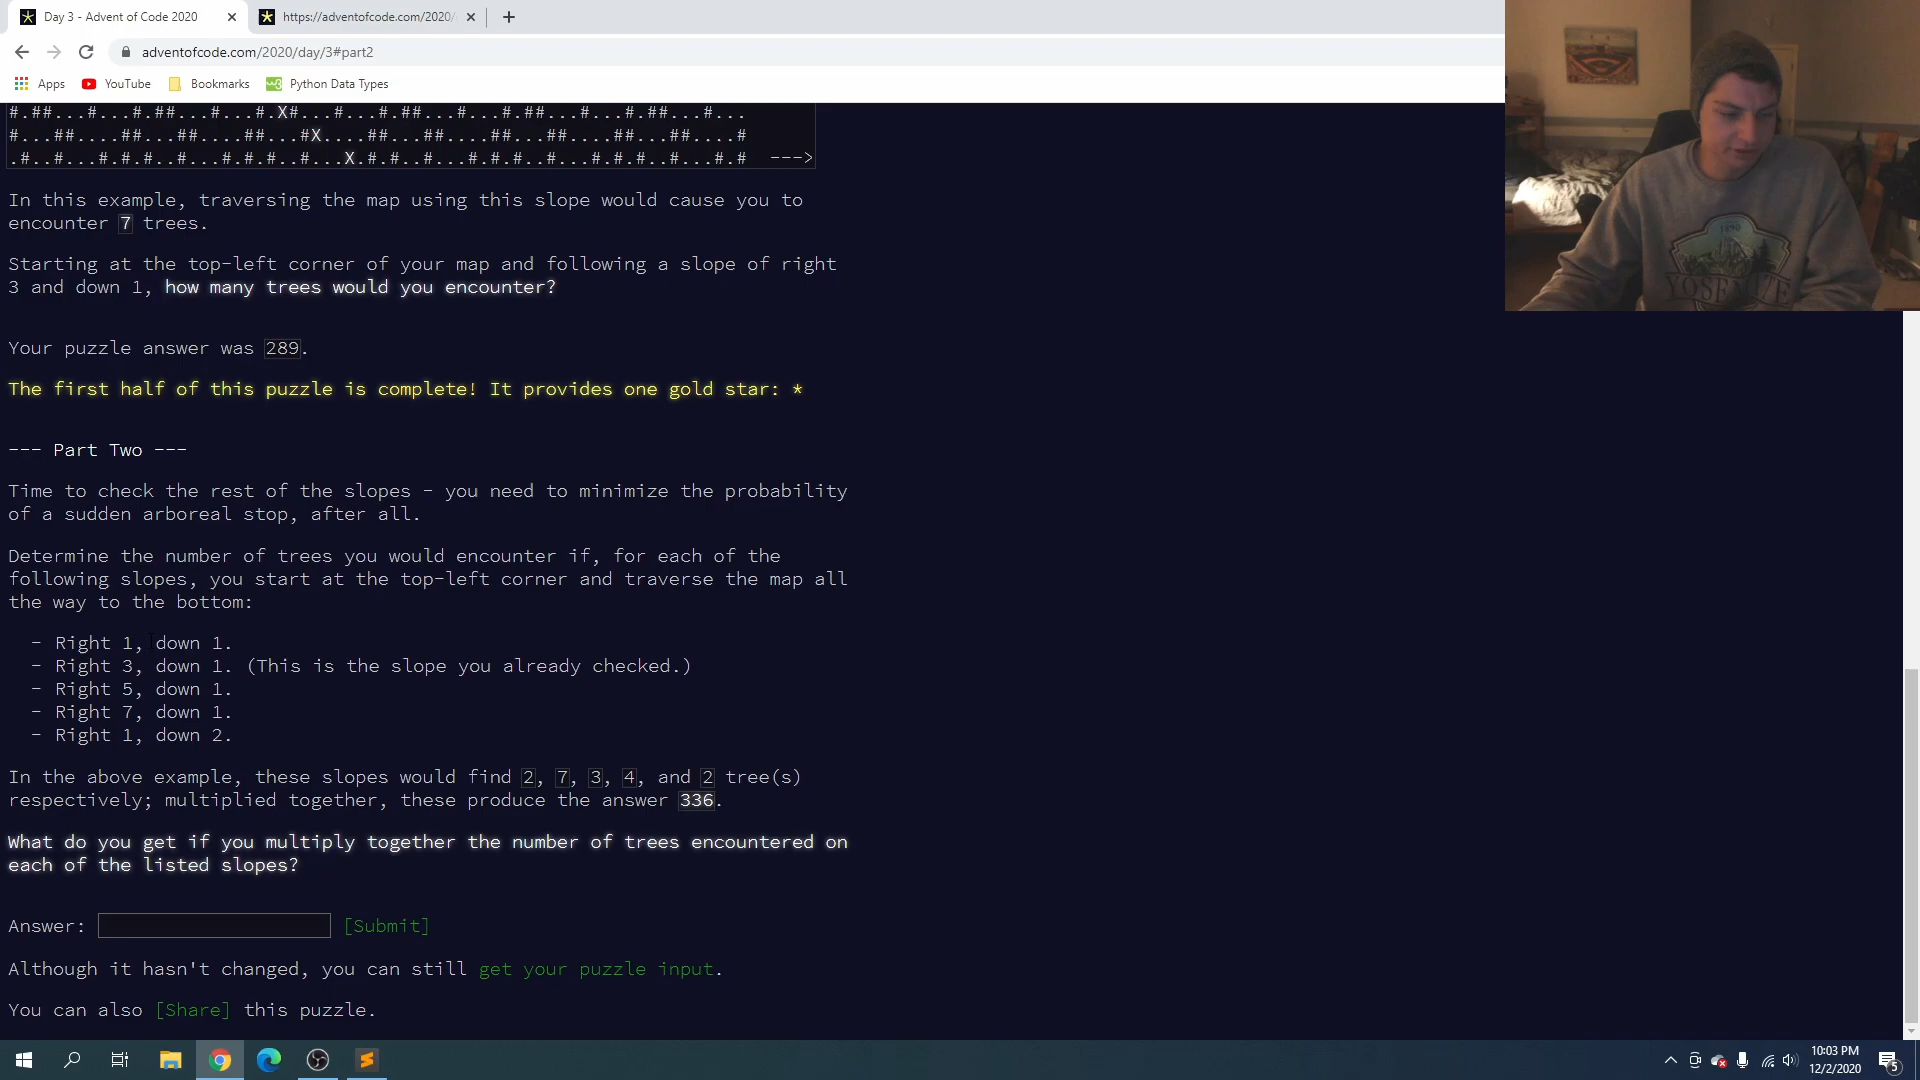 Day 3 - Advent of Code 2020
https://adventofcode.com/2020/
adventofcode.com/2020/day/3#part2
Apps YouTube Bookmarks Python Data Types
#.##...#...#.##...#...#.X#...#...#.##...#...#.##...#...#.##...#...
#...##....##...##....##...#X....##...##....##...##....##...##....#
.#..#...#.#.#..#...#.#.#..#...X.#.#..#...#.#.#..#...#.#.#..#...#.# --->
In this example, traversing the map using this slope would cause you to
encounter 7 trees.
Starting at the top-left corner of your map and following a slope of right
3 and down 1, how many trees would you encounter?
Your puzzle answer was 289.
The first half of this puzzle is complete! It provides one gold star: *
--- Part Two ---
Time to check the rest of the slopes - you need to minimize the probability
of a sudden arboreal stop, after all.
Determine the number of trees you would encounter if, for each of the
following slopes, you start at the top-left corner and traverse the map all
the way to the bottom:
- Right 1, down 1.
- Right 3, down 1. (This is the slope you already checked.)
- Right 5, down 1.
- Right 7, down 1.
- Right 1, down 2.
In the above example, these slopes would find 2, 7, 3, 4, and 2 tree(s)
respectively; multiplied together, these produce the answer 336.
What do you get if you multiply together the number of trees encountered on
each of the listed slopes?
Answer: [Submit]
Although it hasn't changed, you can still get your puzzle input.
You can also [Share] this puzzle.
1890
YOSEMITE
10:03 PM
12/2/2020
5